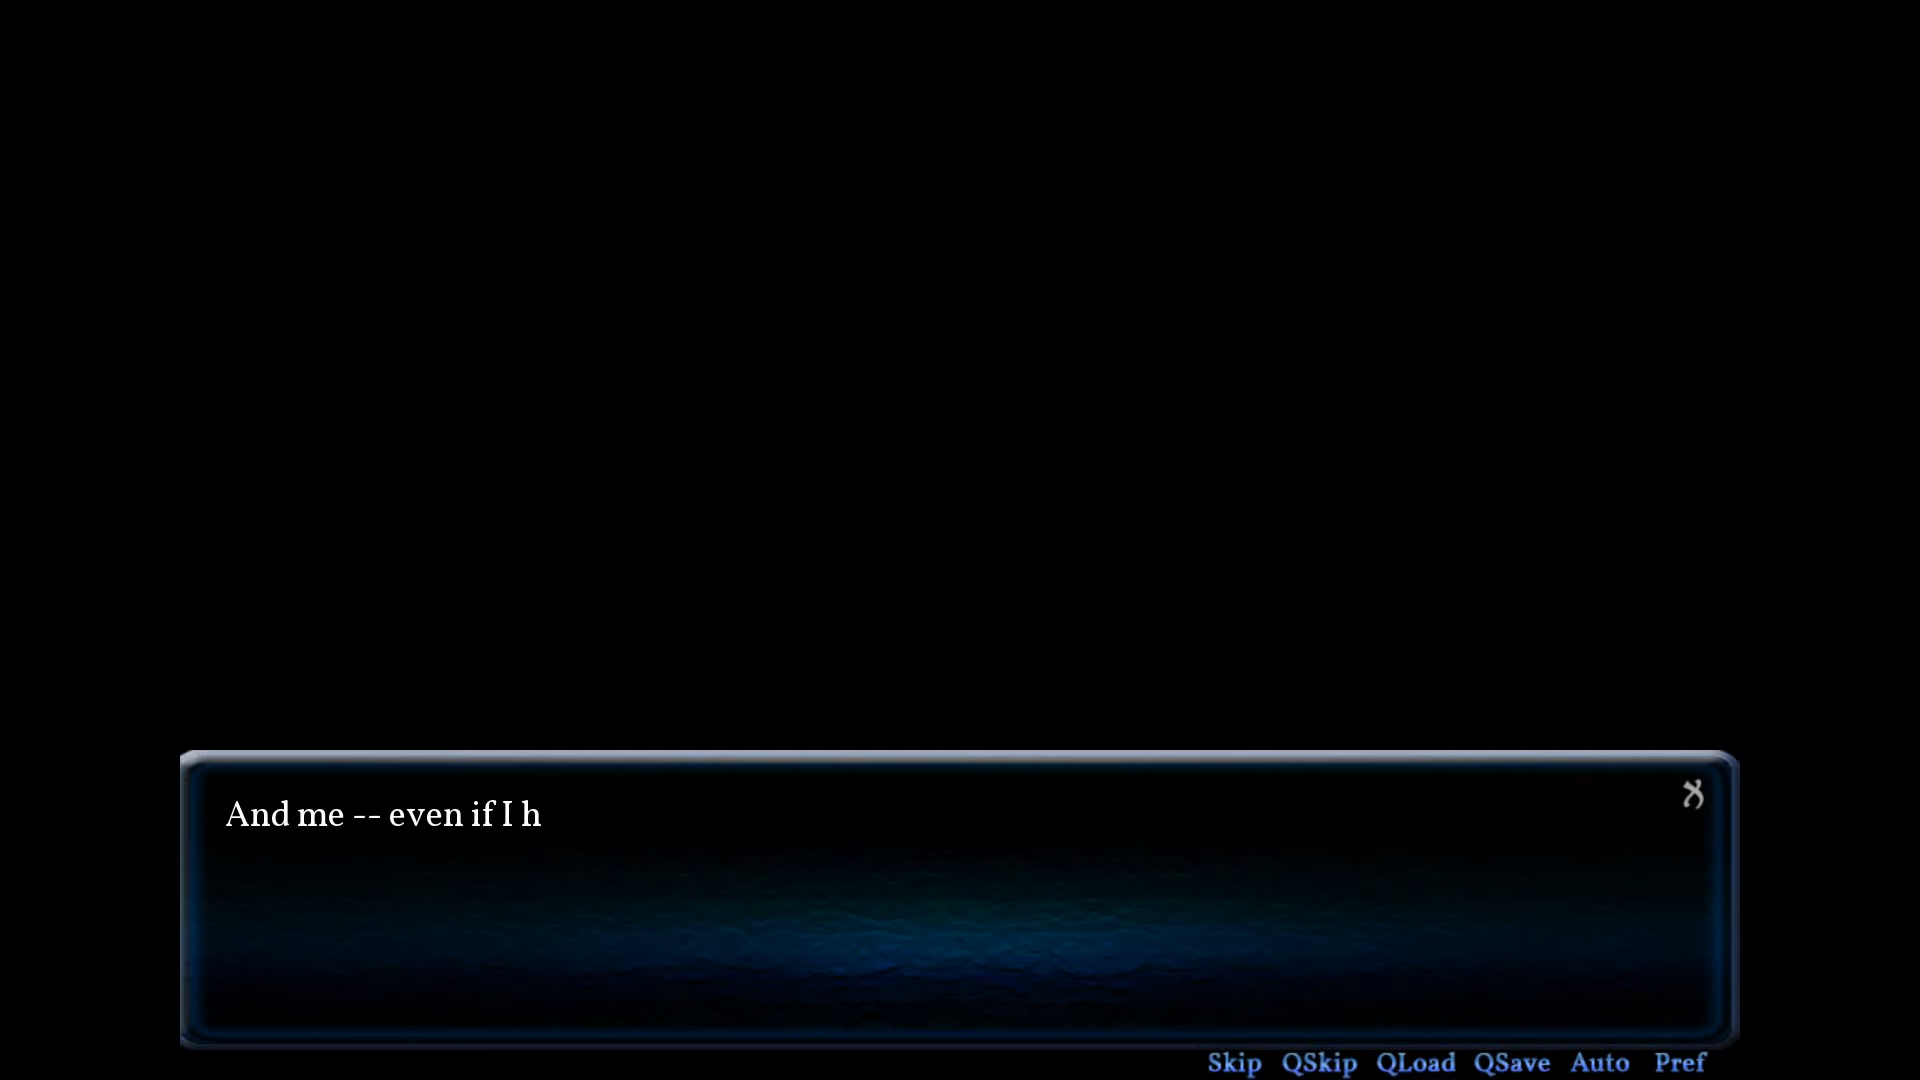 And me -- even if I h
א
Skip QSkip QLoad QSave Auto Pref